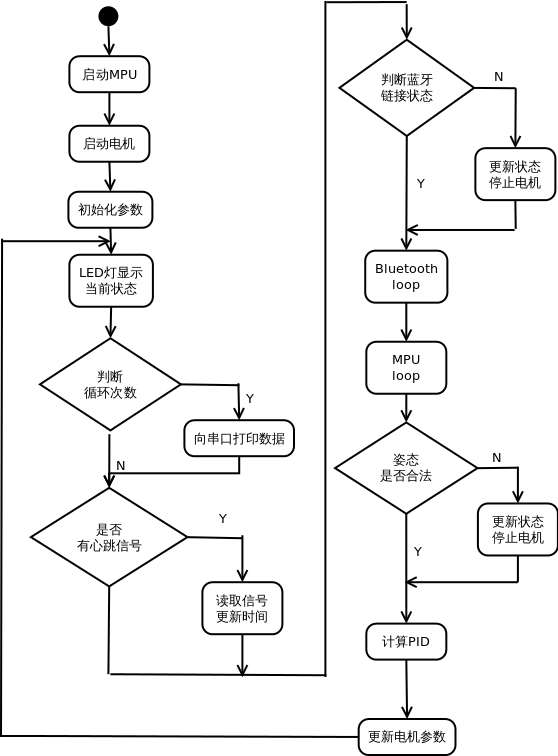 启动MPU
启动电机
初始化参数
LED灯显示
当前状态
判断
循环次数
Y
向串口打印数据
N
是否
有心跳信号
Y
读取信号
更新时间
判断蓝牙
链接状态
N
更新状态
停止电机
Y
Bluetooth
loop
MPU
loop
姿态
是否合法
N
更新状态
停止电机
Y
计算PID
更新电机参数